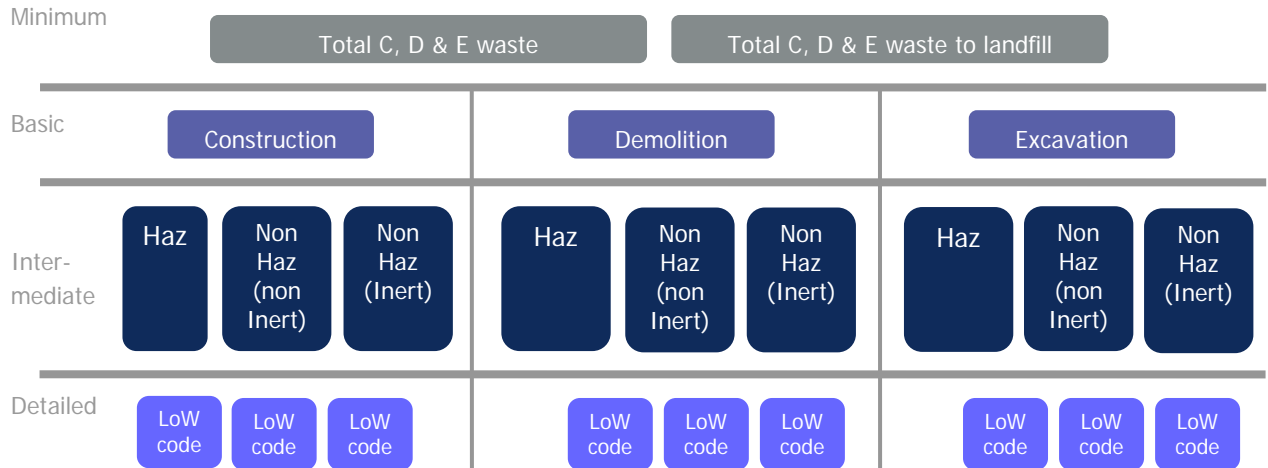 Minimum
Total C, D & E waste
Total C, D & E waste to landfill
Basic
Construction
Demolition
Excavation
Inter-
mediate
Haz
Non
Haz
(non
Inert)
Non
Haz
(Inert)
Haz
Non
Haz
(non
Inert)
Non
Haz
(Inert)
Haz
Non
Haz
(non
Inert)
Non
Haz
(Inert)
Detailed
LoW
code
LoW
code
LoW
code
LoW
code
LoW
code
LoW
code
LoW
code
LoW
code
LoW
code